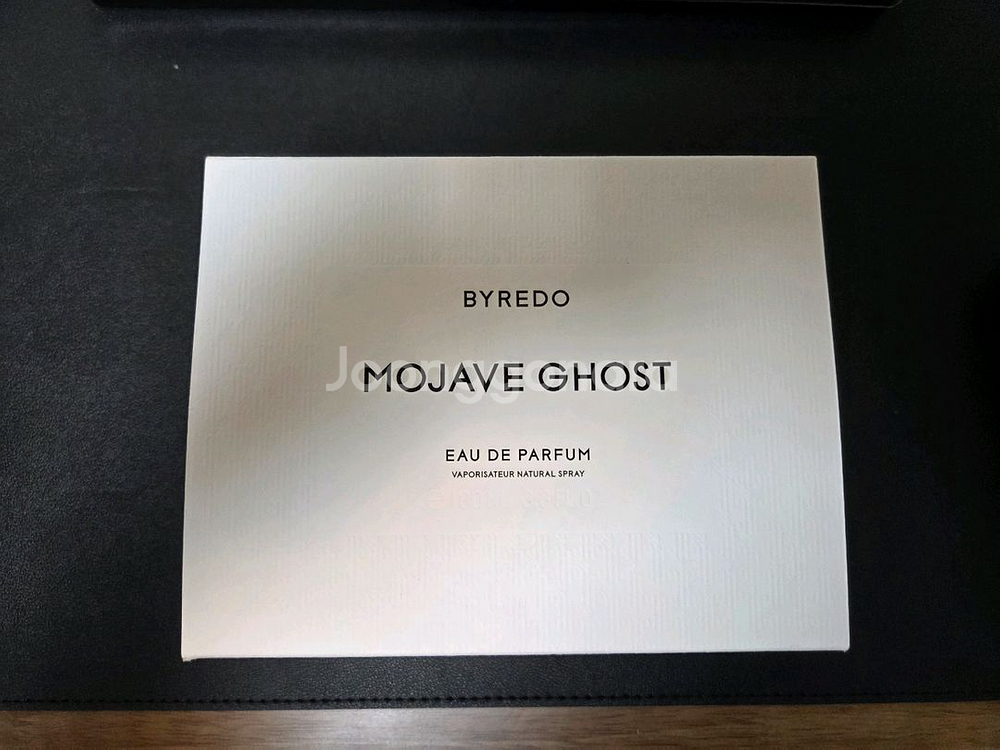 BYREDO
MOJAVE GHOST
EAU DE PARFUM
VAPORISATEUR NATURAL SPRAY